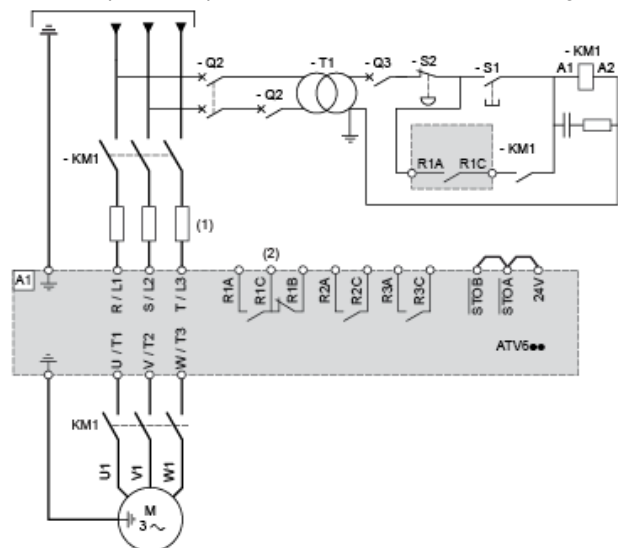 - Q2
- T1
- Q3
- S2
- S1
- KM1
A1
A2
- Q2
- KM1
- KM1
R1A
R1C
(1)
(2)
A1
R / L1
S / L2
T / L3
R1A
R1C
R1B
R2A
R2C
R3A
R3C
STOB
STOA
24V
U / T1
V / T2
W / T3
ATV6●●
KM1
U1
V1
W1
M
3 ~